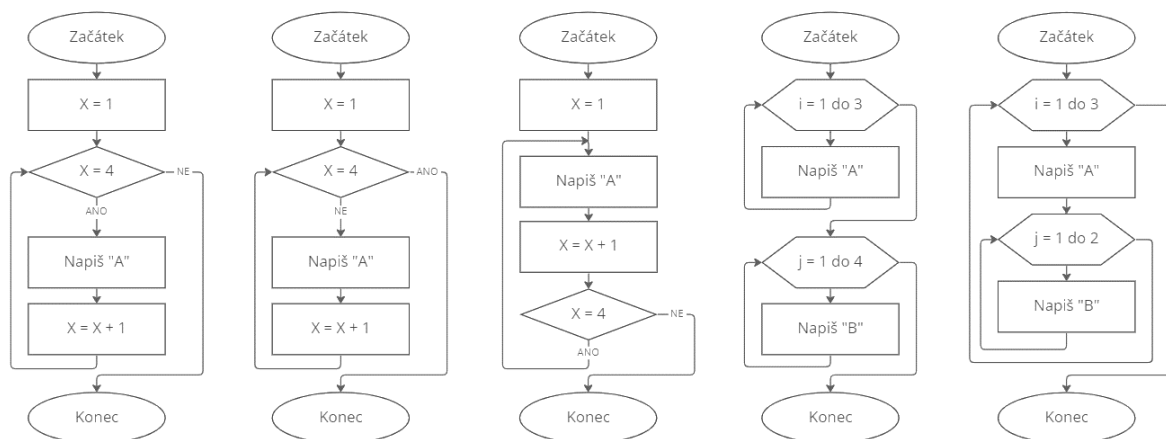 Začátek
X = 1
X = 4
NE
ANO
Napiš "A"
X = X + 1
Konec
Začátek
X = 1
X = 4
ANO
NE
Napiš "A"
X = X + 1
Konec
Začátek
X = 1
Napiš "A"
X = X + 1
X = 4
NE
ANO
Konec
Začátek
i = 1 do 3
Napiš "A"
j = 1 do 4
Napiš "B"
Konec
Začátek
i = 1 do 3
Napiš "A"
j = 1 do 2
Napiš "B"
Konec